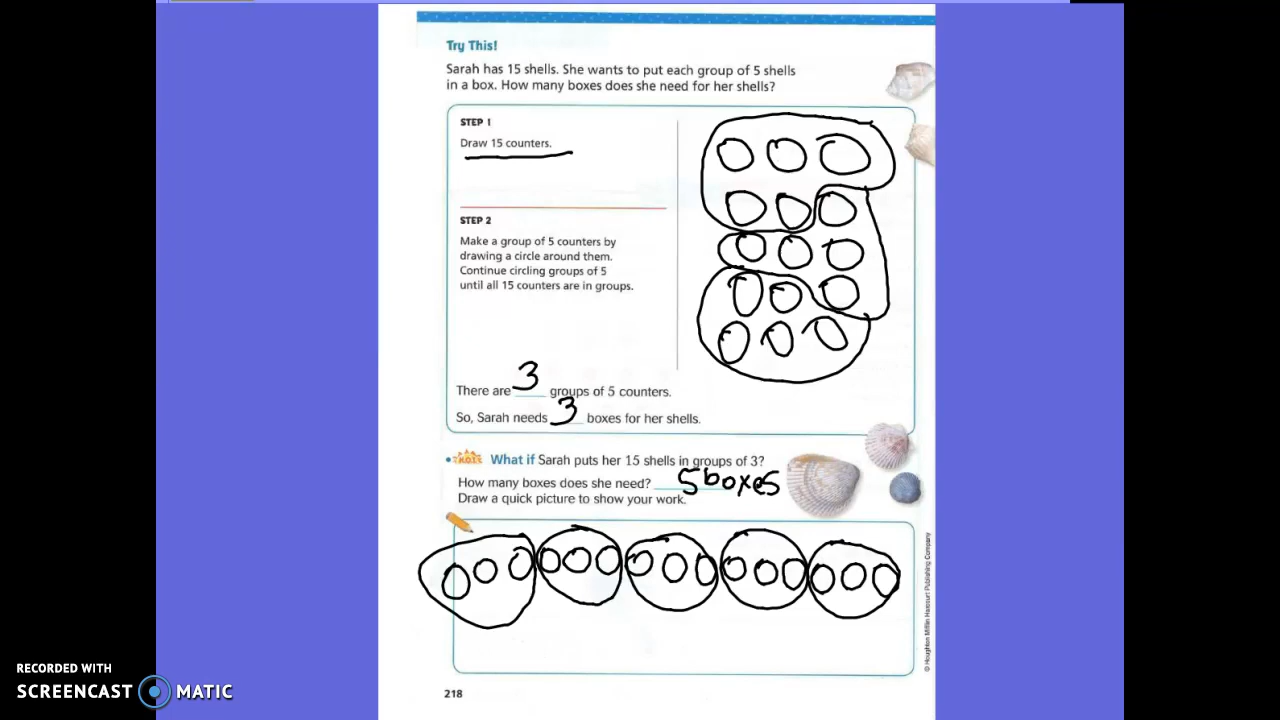 Try This!
Sarah has 15 shells. She wants to put each group of 5 shells
in a box. How many boxes does she need for her shells?
STEP 1
Draw 15 counters.
STEP 2
Make a group of 5 counters by
drawing a circle around them.
Continue circling groups of 5
until all 15 counters are in groups.
There are 3 groups of 5 counters.
So, Sarah needs 3 boxes for her shells.
• H.O.T. What if Sarah puts her 15 shells in groups of 3?
How many boxes does she need? 5 boxes
Draw a quick picture to show your work.
© Houghton Mifflin Harcourt Publishing Company
218
RECORDED WITH
SCREENCAST MATIC